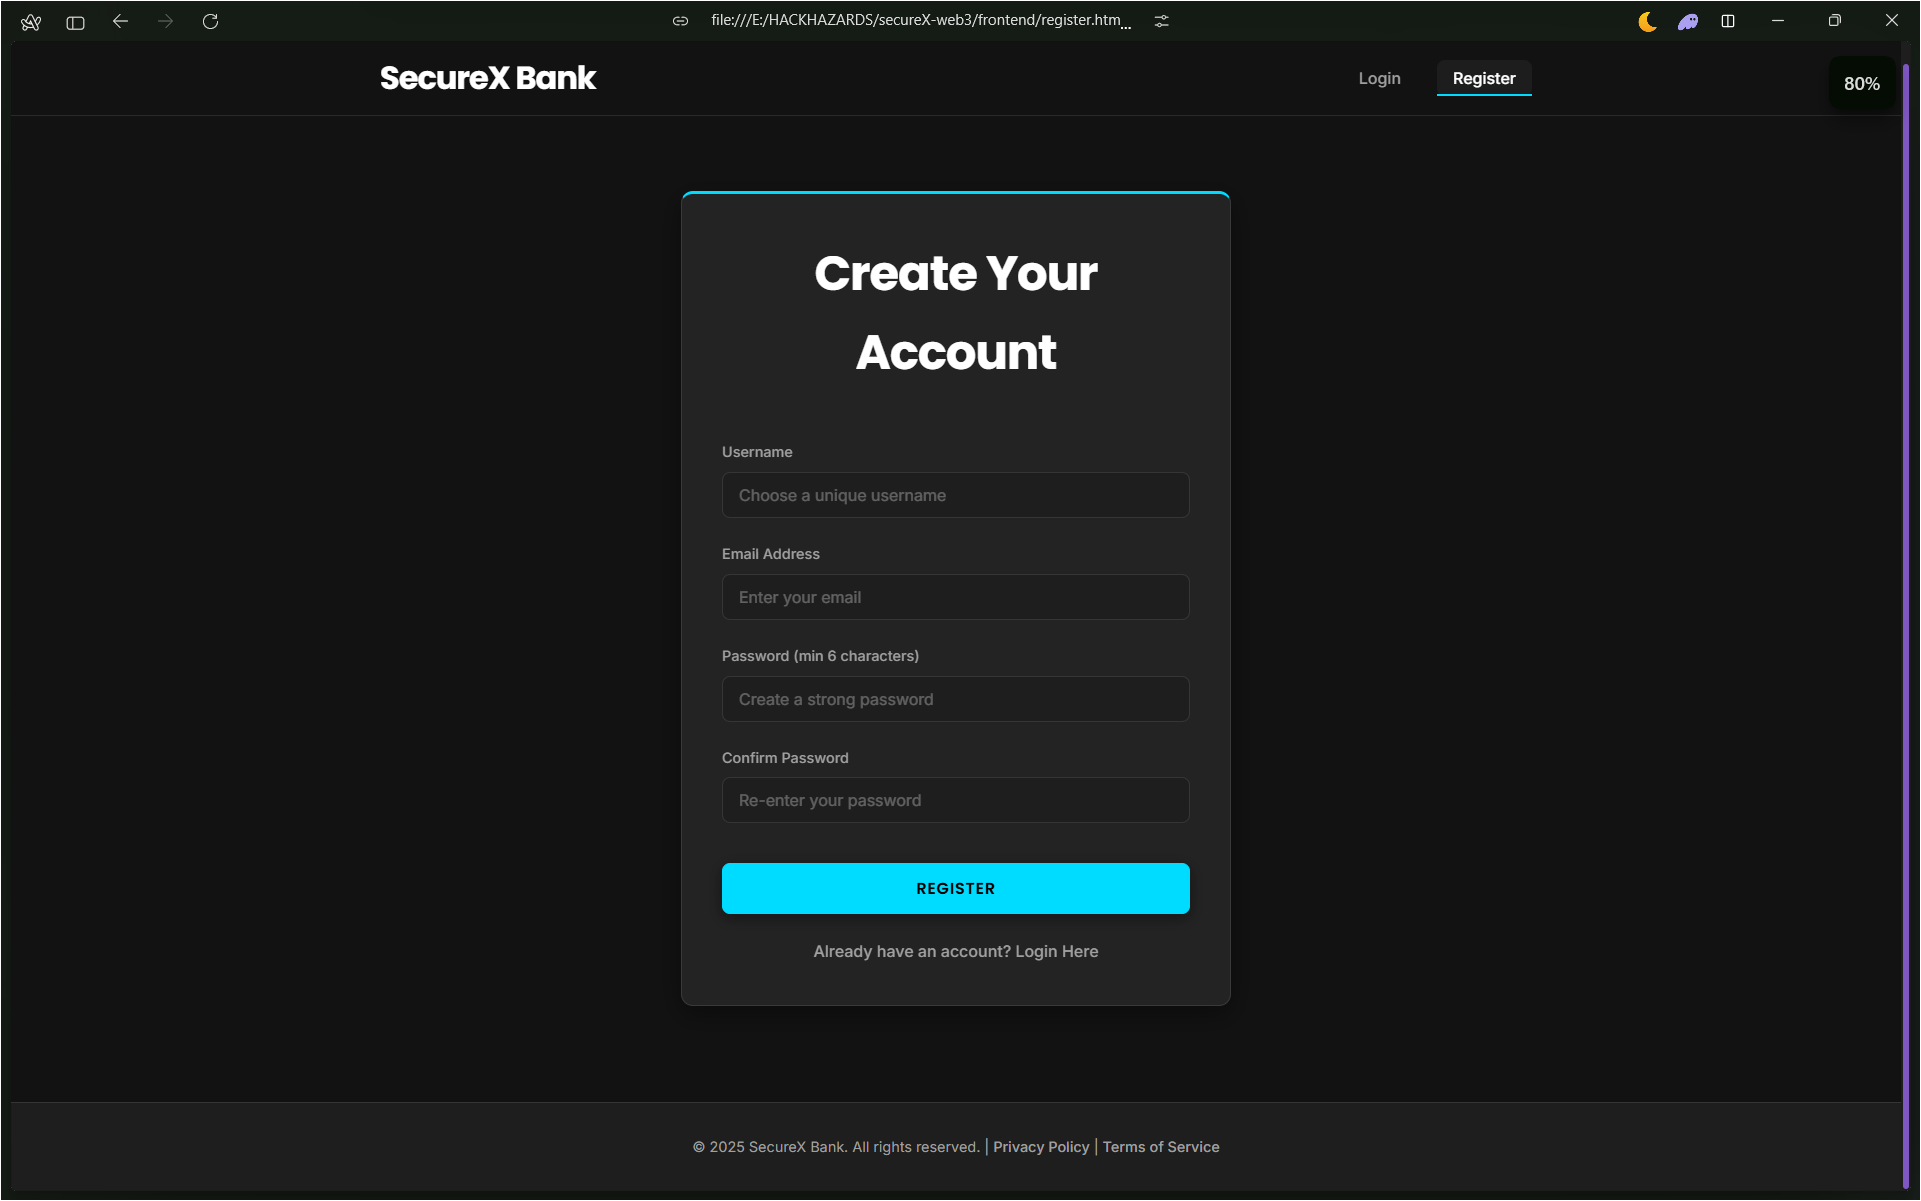 file:///E:/HACKHAZARDS/secureX-web3/frontend/register.htm...
SecureX Bank
Login
Register
80%
Create Your
Account
Username
Choose a unique username
Email Address
Enter your email
Password (min 6 characters)
Create a strong password
Confirm Password
Re-enter your password
REGISTER
Already have an account? Login Here
© 2025 SecureX Bank. All rights reserved. | Privacy Policy | Terms of Service